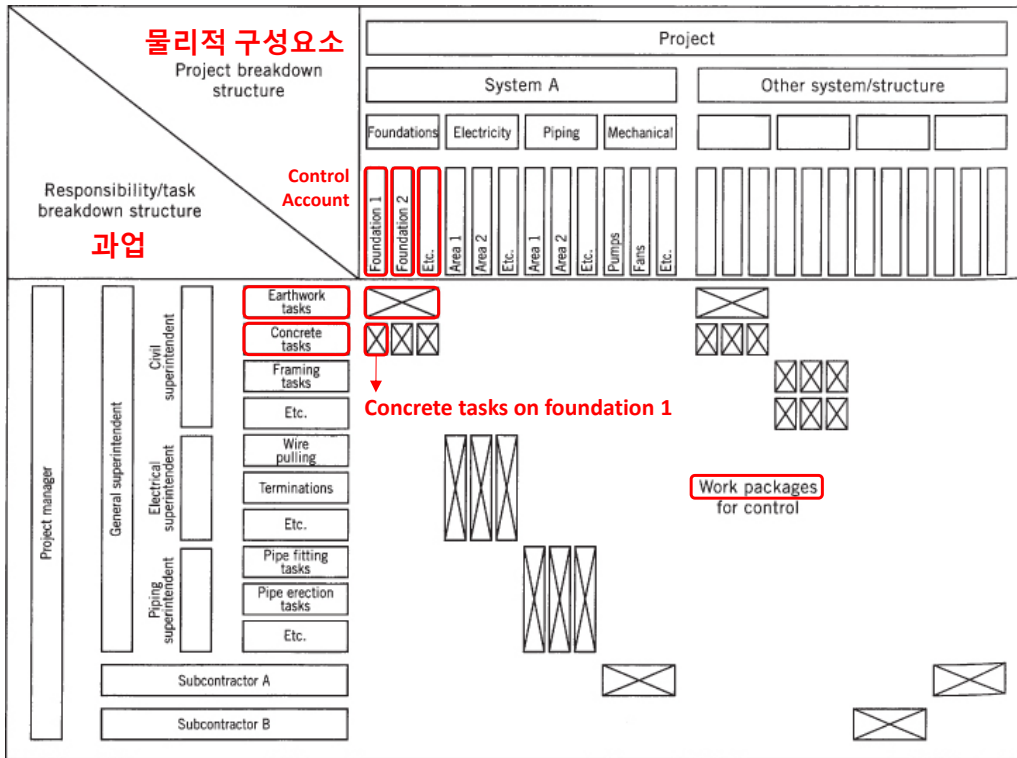 물리적 구성요소
Project breakdown
structure
Responsibility/task
breakdown structure
과업
Control
Account
Project
System A
Other system/structure
Foundations
Electricity
Piping
Mechanical
Foundation 1
Foundation 2
Etc.
Area 1
Area 2
Etc.
Area 1
Area 2
Etc.
Pumps
Fans
Etc.
Project manager
General superintendent
Civil
superintendent
Electrical
superintendent
Piping
superintendent
Earthwork
tasks
Concrete
tasks
Framing
tasks
Etc.
Wire
pulling
Terminations
Etc.
Pipe fitting
tasks
Pipe erection
tasks
Etc.
Subcontractor A
Subcontractor B
Concrete tasks on foundation 1
Work packages
for control